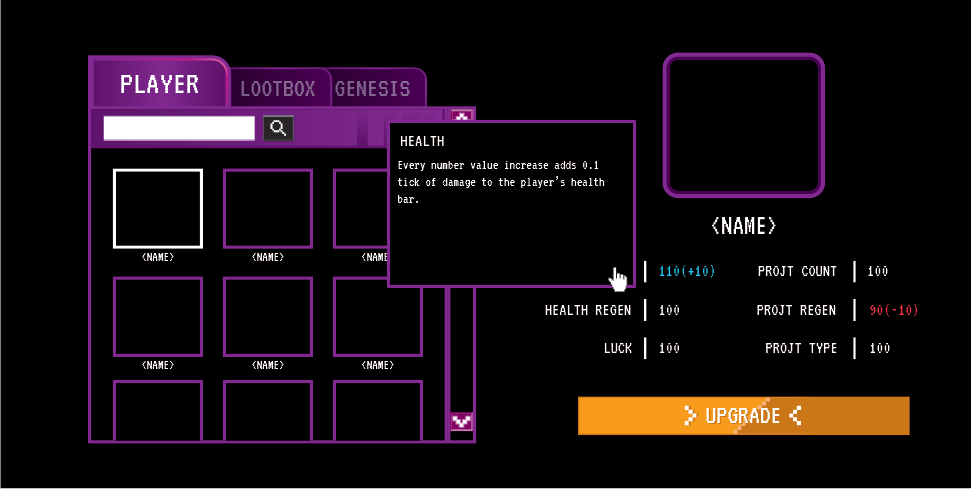 PLAYER
LOOTBOX
GENESIS
HEALTH
Every number value increase adds 0.1
tick of damage to the player's health
bar.
<NAME>
<NAME>
<NAME>
110(+10)
PROJT COUNT
100
HEALTH REGEN
100
PROJT REGEN
90(-10)
LUCK
100
PROJT TYPE
100
<NAME>
<NAME>
<NAME>
UPGRADE